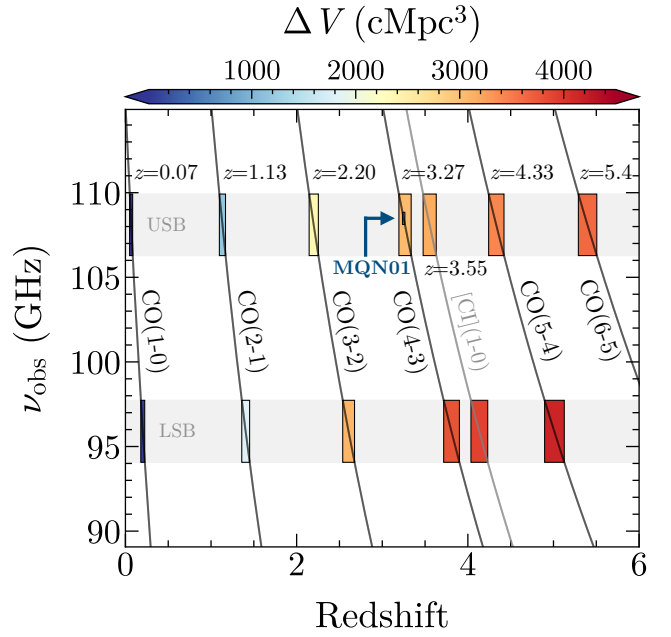 Δ V (cMpc³)
1000 2000 3000 4000
z=0.07 z=1.13 z=2.20 z=3.27 z=4.33 z=5.4
110
USB
MQN01 z=3.55
105
ν_obs (GHz)
CO(1-0) CO(2-1) CO(3-2) CO(4-3) [CI](1-0) CO(5-4) CO(6-5)
100
LSB
95
90
0 2 4 6
Redshift